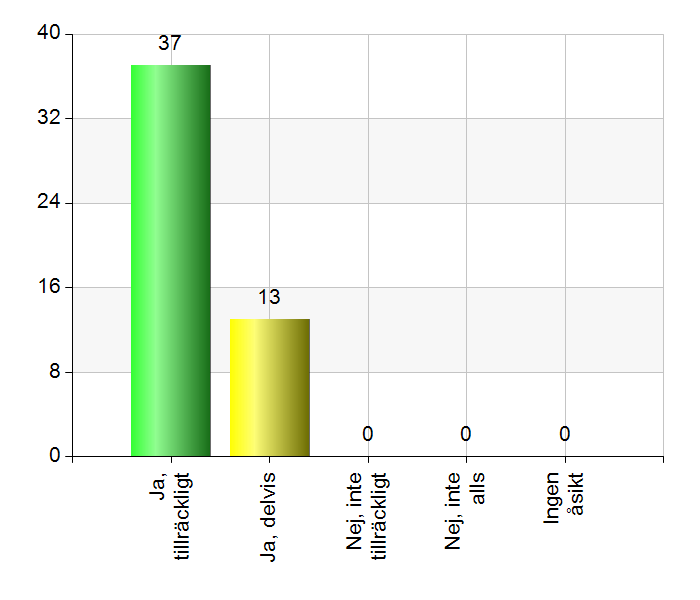 40
32
24
16
8
0
37
13
0
0
0
Ja,
tillräckligt
Ja, delvis
Nej, inte
tillräckligt
Nej, inte
alls
Ingen
åsikt